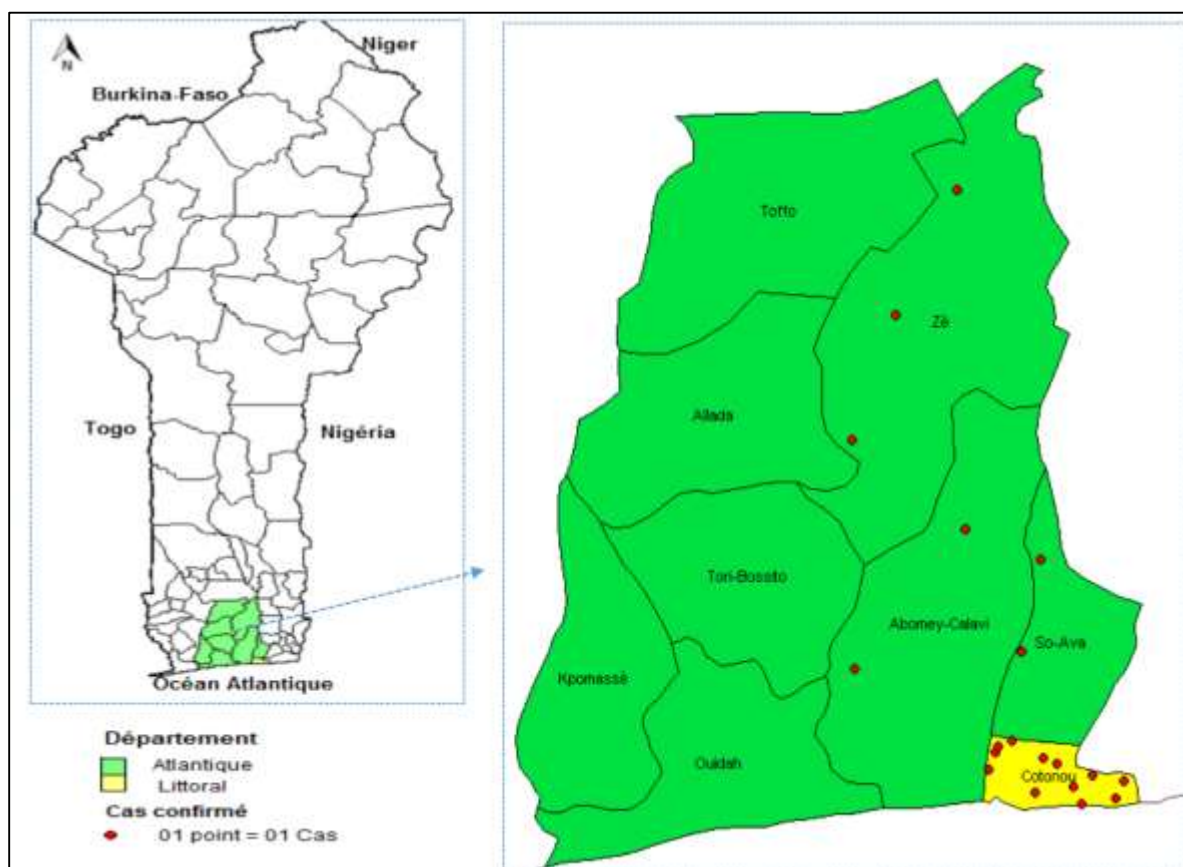 N
Niger
Burkina-Faso
Togo
Nigéria
Océan Atlantique
Département
Atlantique
Littoral
Cas confirmé
01 point = 01 Cas
Toffo
Zè
Allada
Tori-Bossito
Abomey-Calavi
So-Ava
Kpomassè
Ouidah
Cotonou